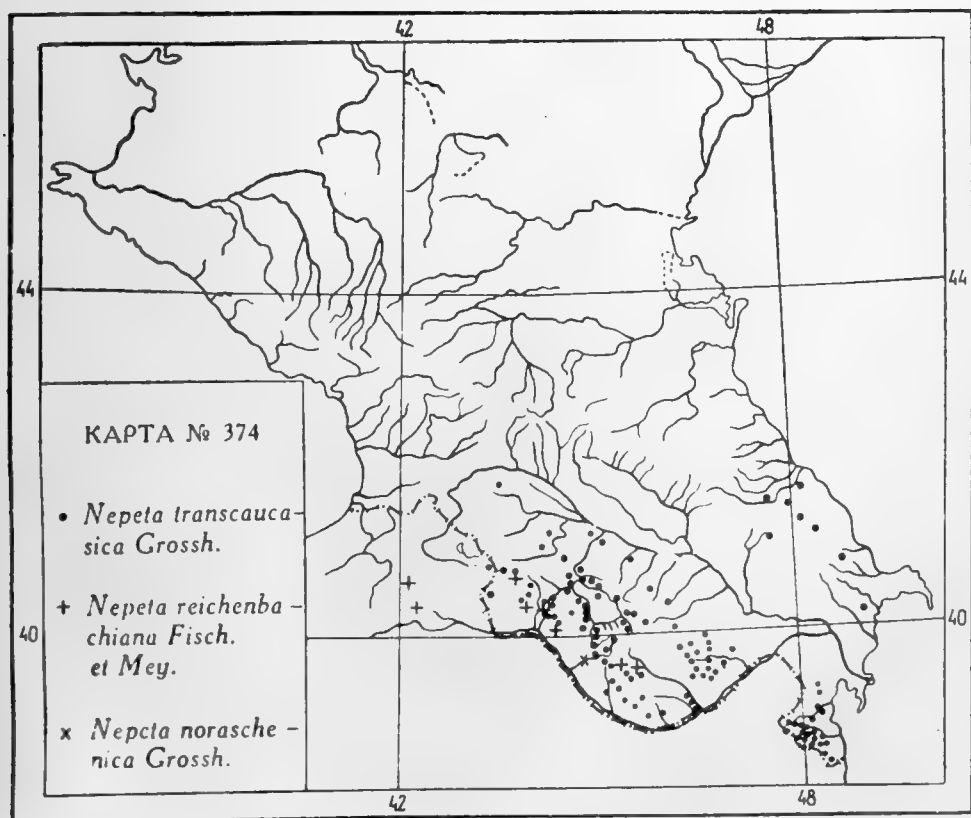 42
48
44
44
КАРТА № 374
• Nepeta transcauca-
sica Grossh.
+ Nepeta reichenba-
chiana Fisch.
et Mey.
× Nepeta norasche-
nica Grossh.
40
40
42
48